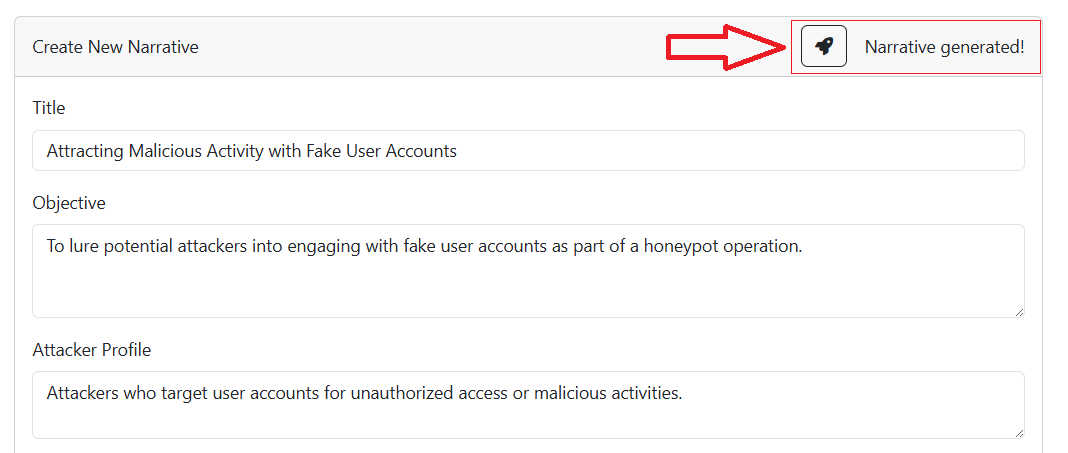 Create New Narrative
Narrative generated!
Title
Attracting Malicious Activity with Fake User Accounts
Objective
To lure potential attackers into engaging with fake user accounts as part of a honeypot operation.
Attacker Profile
Attackers who target user accounts for unauthorized access or malicious activities.